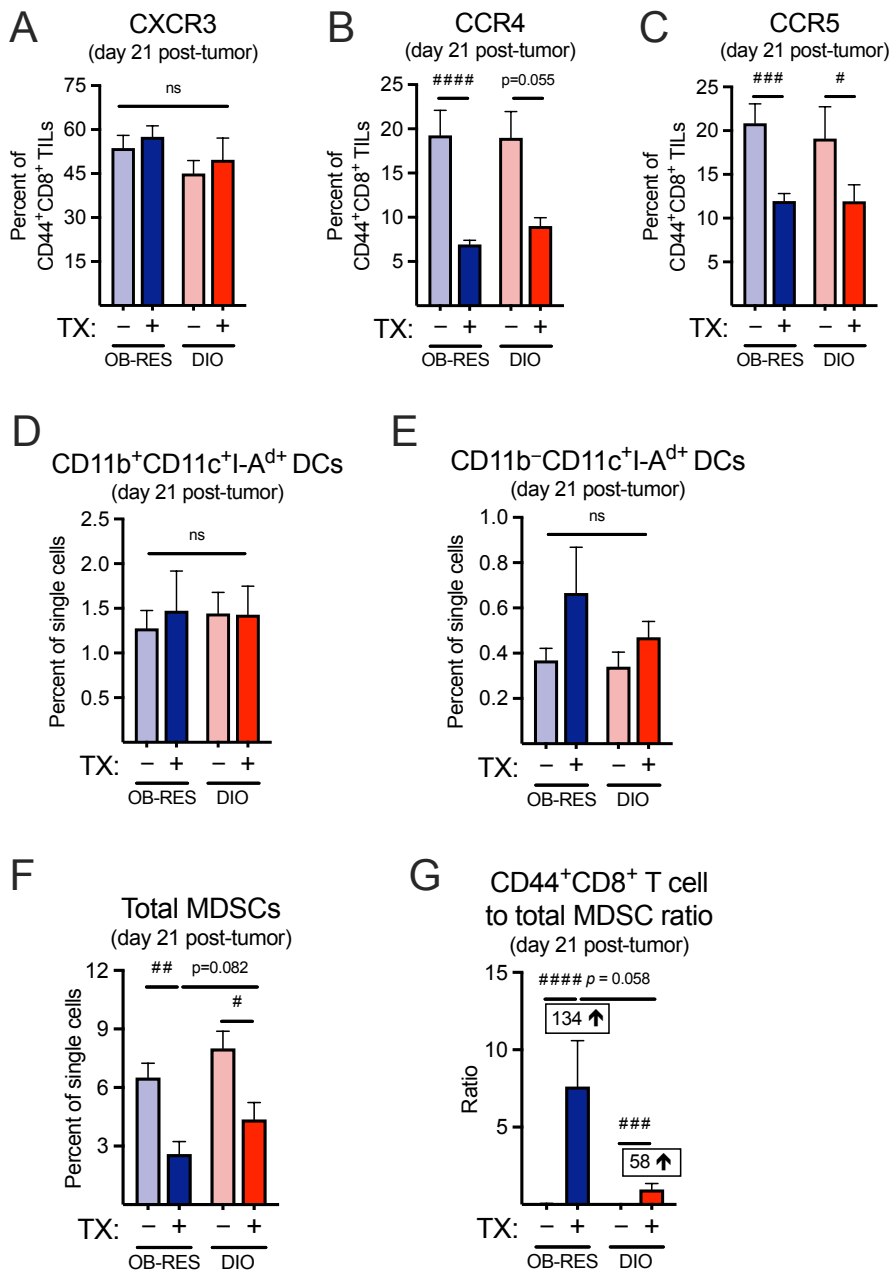 A
CXCR3
(day 21 post-tumor)
Percent of
CD44⁺CD8⁺ TILs
75
60
45
30
15
ns
TX: – + – +
OB-RES DIO
B
CCR4
(day 21 post-tumor)
Percent of
CD44⁺CD8⁺ TILs
25
20
15
10
5
#### p=0.055
TX: – + – +
OB-RES DIO
C
CCR5
(day 21 post-tumor)
Percent of
CD44⁺CD8⁺ TILs
25
20
15
10
5
### #
TX: – + – +
OB-RES DIO
D
CD11b⁺CD11c⁺I-Aᵈ⁺ DCs
(day 21 post-tumor)
Percent of single cells
2.5
2.0
1.5
1.0
0.5
ns
TX: – + – +
OB-RES DIO
E
CD11b⁻CD11c⁺I-Aᵈ⁺ DCs
(day 21 post-tumor)
Percent of single cells
1.0
0.8
0.6
0.4
0.2
ns
TX: – + – +
OB-RES DIO
F
Total MDSCs
(day 21 post-tumor)
Percent of single cells
12
9
6
3
## p=0.082
#
TX: – + – +
OB-RES DIO
G
CD44⁺CD8⁺ T cell
to total MDSC ratio
(day 21 post-tumor)
Ratio
15
10
5
#### p = 0.058
134 ↑
###
58 ↑
TX: – + – +
OB-RES DIO